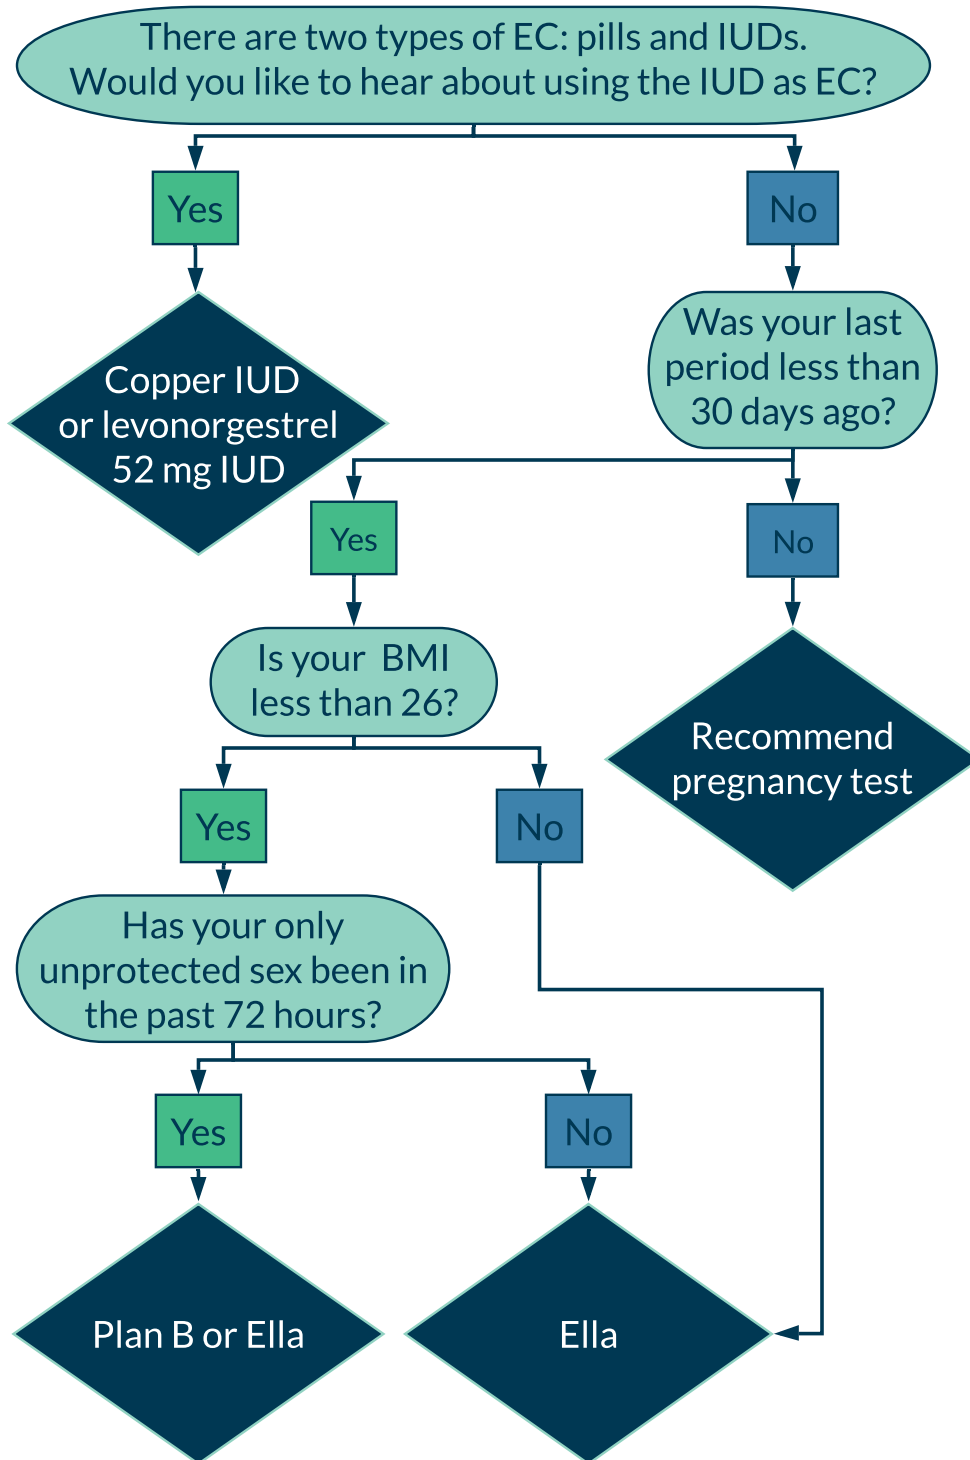 There are two types of EC: pills and IUDs.
Would you like to hear about using the IUD as EC?
Yes
No
Copper IUD
or levonorgestrel
52 mg IUD
Was your last
period less than
30 days ago?
Yes
No
Is your BMI
less than 26?
Recommend
pregnancy test
Yes
No
Has your only
unprotected sex been in
the past 72 hours?
Yes
No
Plan B or Ella
Ella